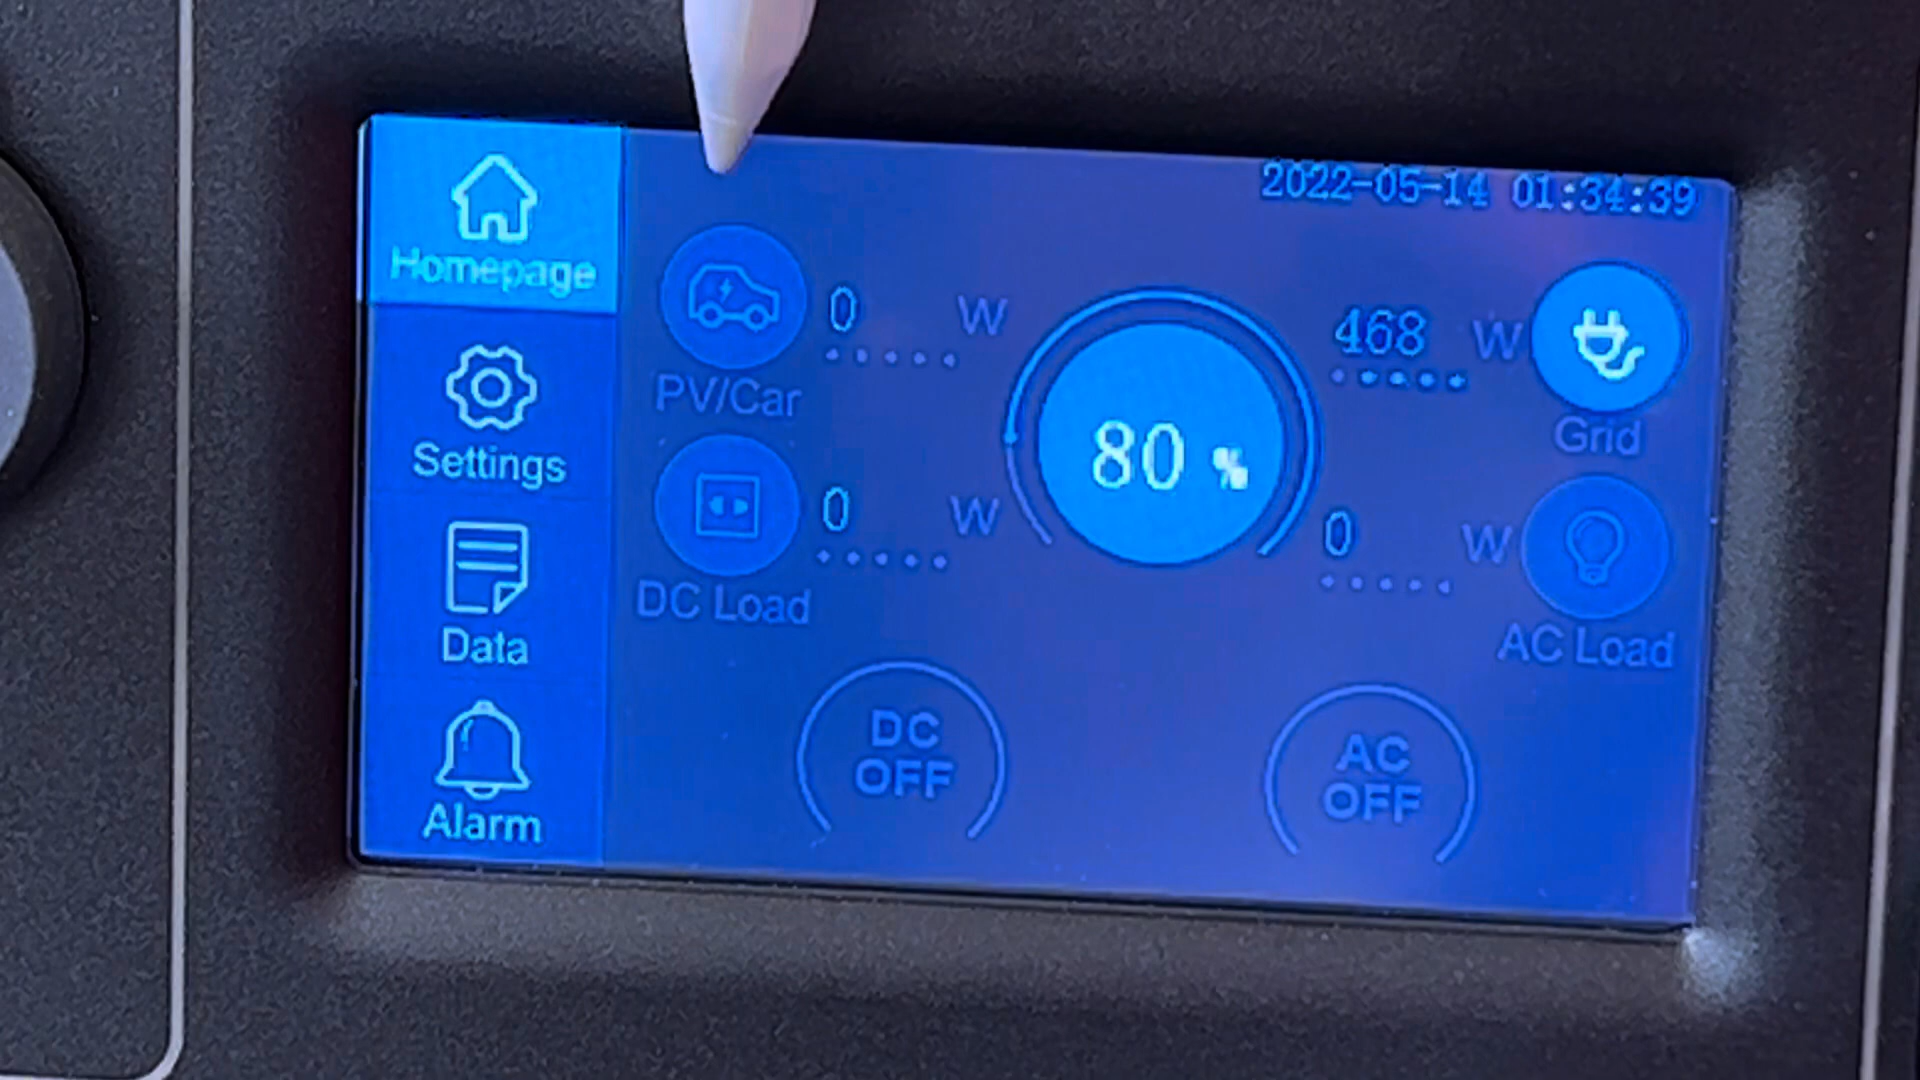 Homepage
Settings
Data
Alarm
2022-05-14 01:34:39
0 W
PV/Car
0 W
DC Load
80 %
468 W
Grid
0 W
AC Load
DC
OFF
AC
OFF